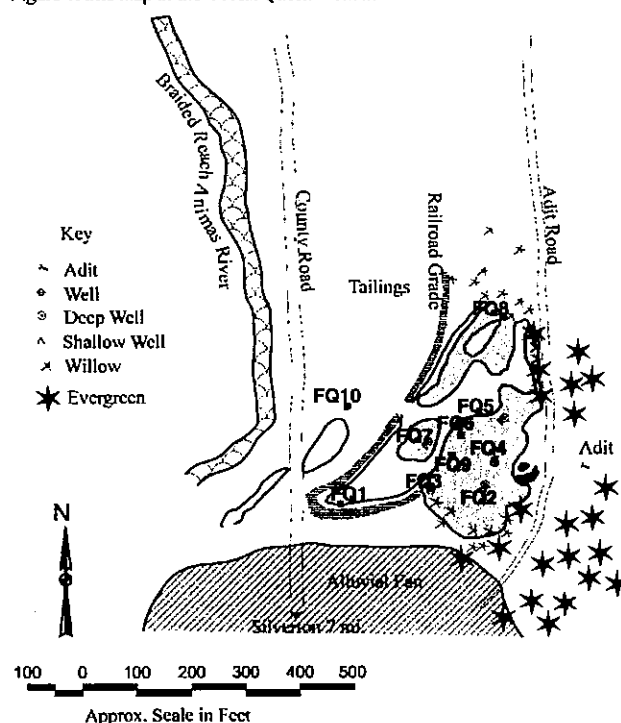 Braided Reach
Animas River
County Road
Railroad Grade
Adit Road
Key
Adit
Well
Deep Well
Shallow Well
Willow
Evergreen
Tailings
FQ8
FQ10
FQ5
FQ6
FQ7
FQ4
FQ9
Adit
FQ3
FQ1
FQ2
N
Alluvial Fan
Silverton 7 mi.
100 0 100 200 300 400 500
Approx. Scale in Feet